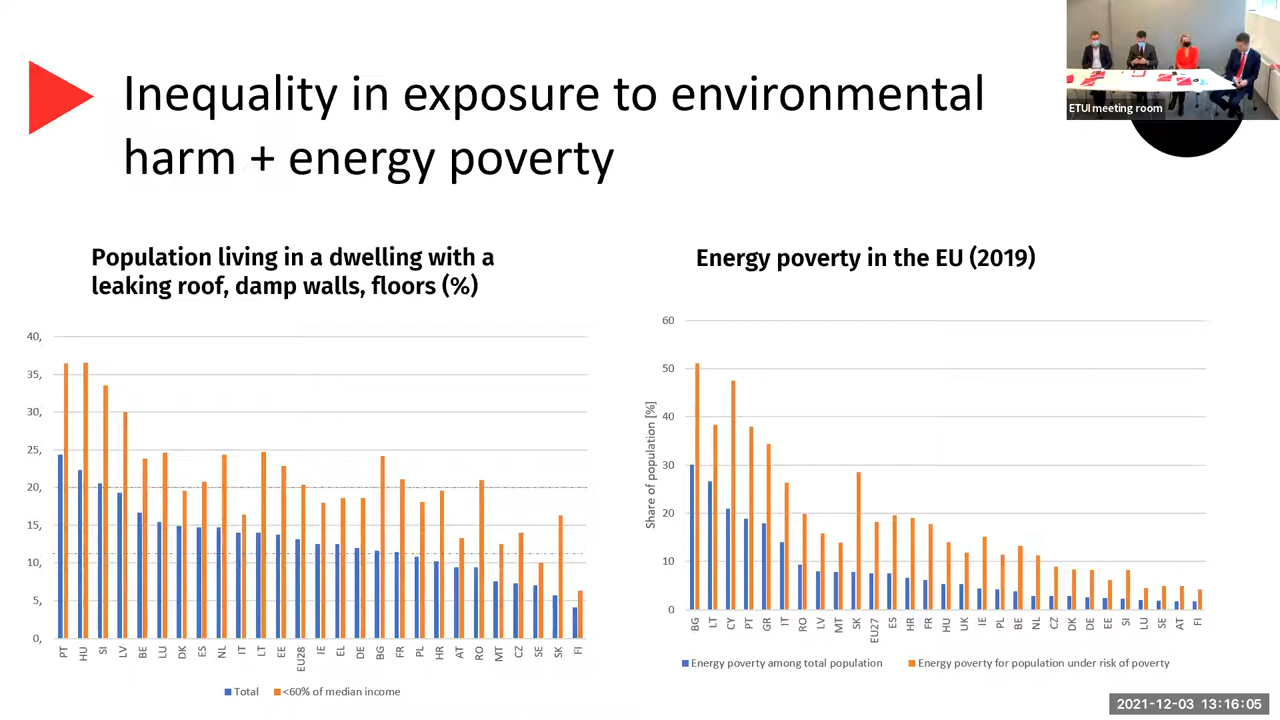 ETUI meeting room
Inequality in exposure to environmental
harm + energy poverty
Population living in a dwelling with a
leaking roof, damp walls, floors (%)
40,
35,
30,
25,
20,
15,
10,
5,
0,
PT HU SI LV BE LU DK ES NL IT LT EE EU28 IE EL DE BG FR PL HR AT RO MT CZ SE SK FI
Total <60% of median income
Energy poverty in the EU (2019)
Share of population [%]
60
50
40
30
20
10
0
BG LT CY PT GR IT RO LV MT SK EU27 ES HR FR HU UK IE PL BE NL CZ DK DE EE SI LU SE AT FI
Energy poverty among total population Energy poverty for population under risk of poverty
2021-12-03 13:16:05